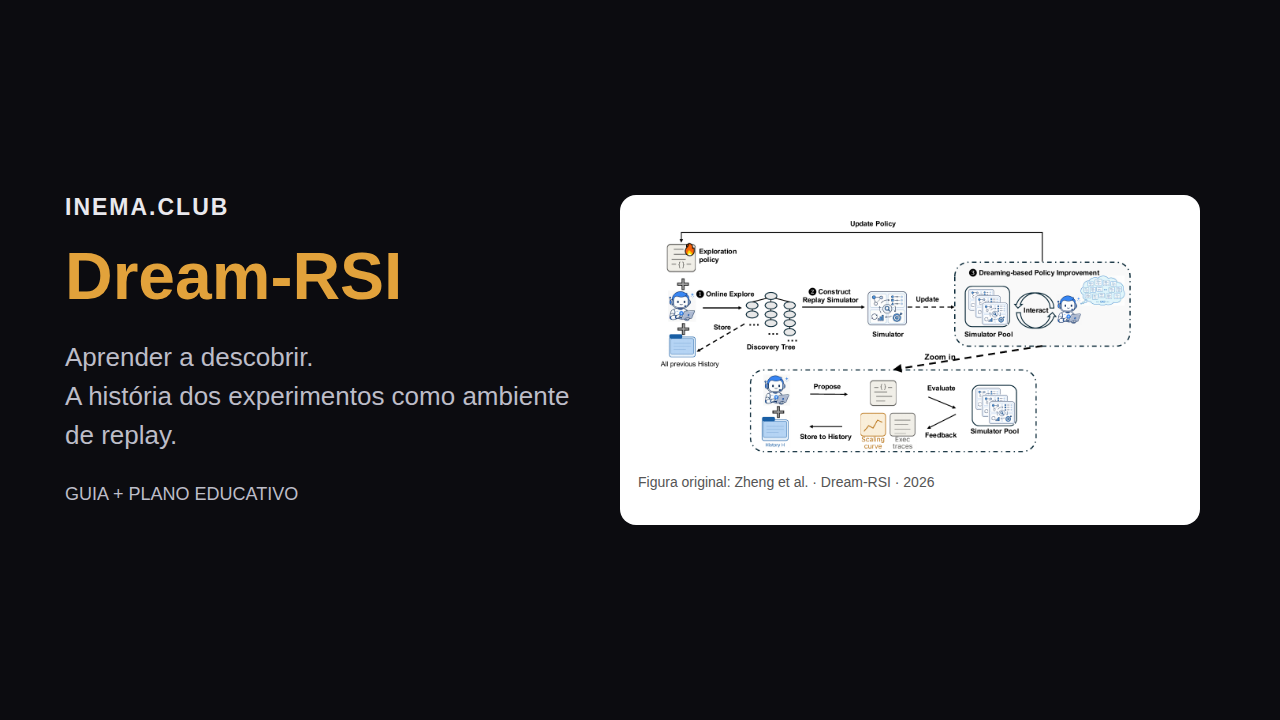 INEMA.CLUB
Dream-RSI
Aprender a descobrir.
A história dos experimentos como ambiente
de replay.
GUIA + PLANO EDUCATIVO
Update Policy
Exploration
policy
1 Online Explore
2 Construct
Replay Simulator
Update
3 Dreaming-based Policy Improvement
Interact
Simulator Pool
Simulator
Store
Discovery Tree
All previous History
Zoom in
Propose
Evaluate
Store to History
Scaling
curve
Exec
traces
Feedback
Simulator Pool
Figura original: Zheng et al. · Dream-RSI · 2026